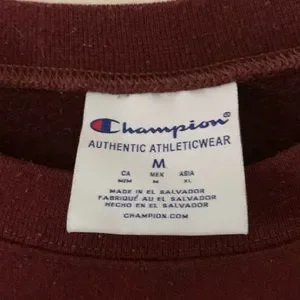 Champion
AUTHENTIC ATHLETICWEAR
M
CA MEX ASIA
M/M M XL
MADE IN EL SALVADOR
FABRIQUÉ AU EL SALVADOR
HECHO EN EL SALVADOR
CHAMPION.COM